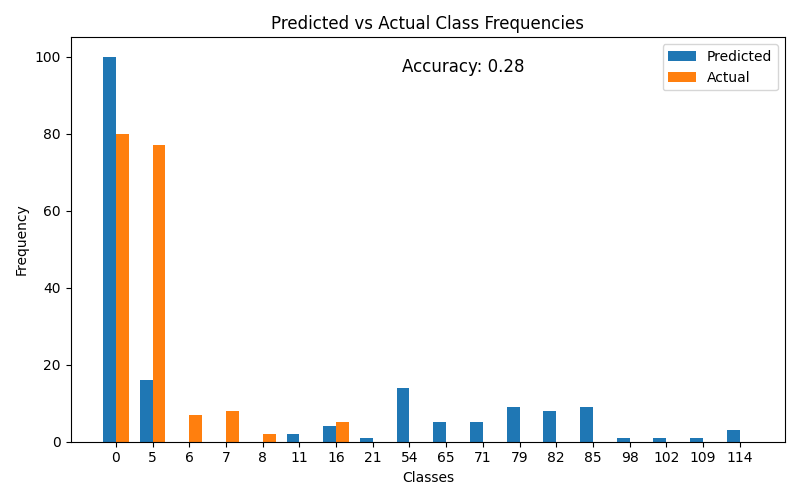 Predicted vs Actual Class Frequencies
Accuracy: 0.28
Predicted
Actual
Frequency
100
80
60
40
20
0
0 5 6 7 8 11 16 21 54 65 71 79 82 85 98 102 109 114
Classes